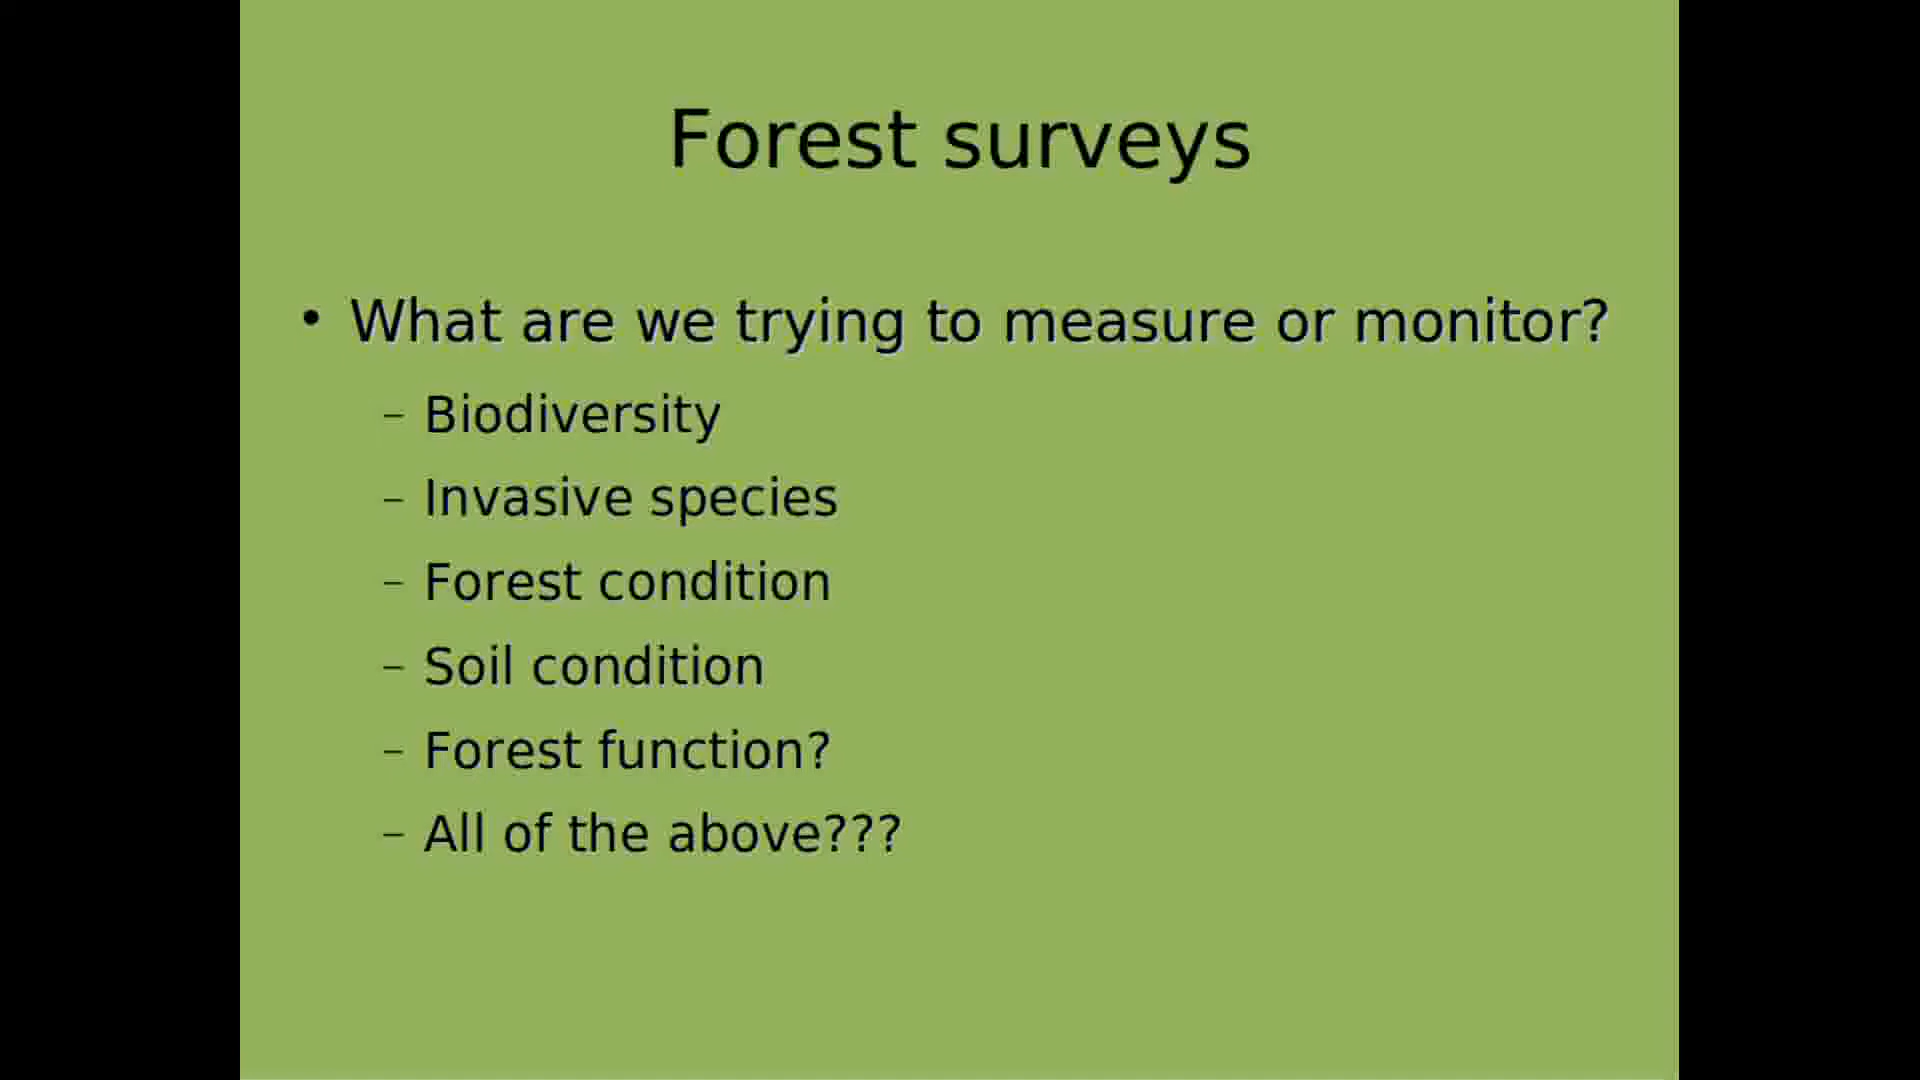 Forest surveys
• What are we trying to measure or monitor?
– Biodiversity
– Invasive species
– Forest condition
– Soil condition
– Forest function?
– All of the above???